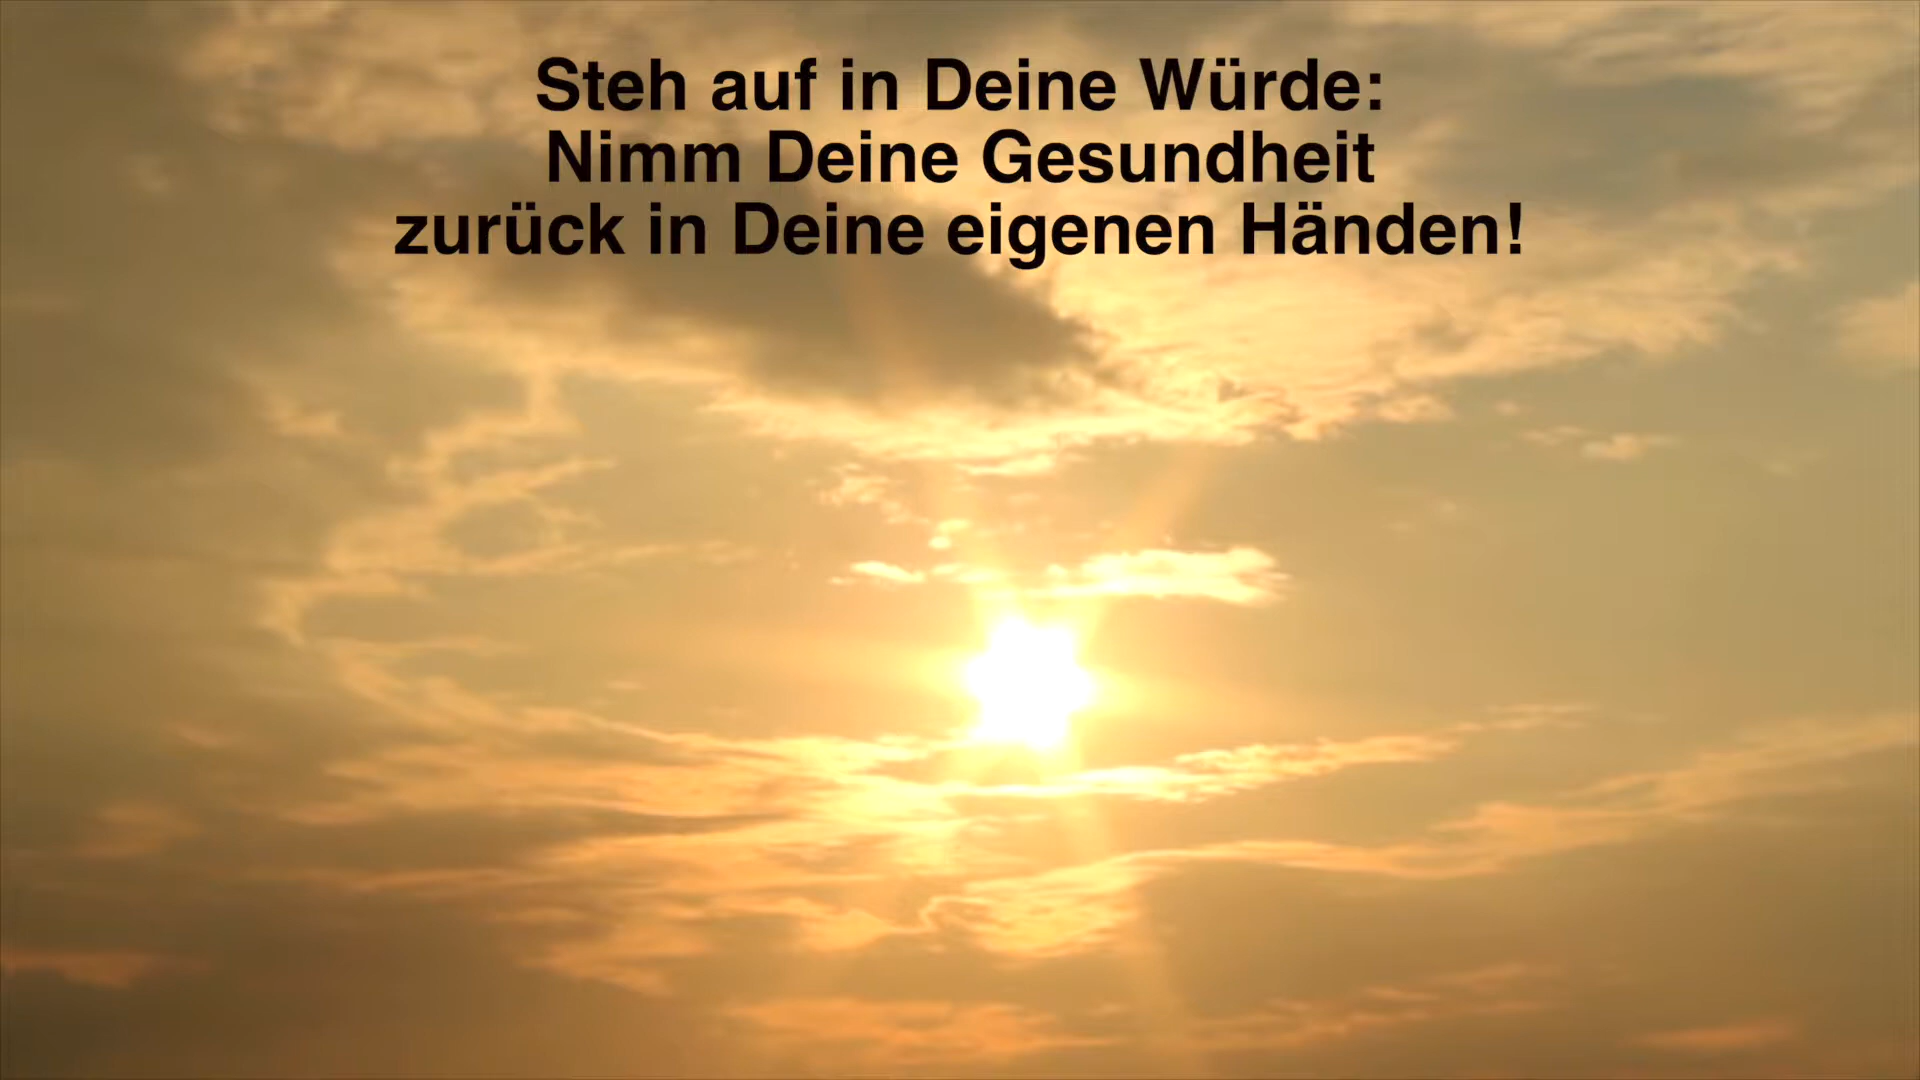 Steh auf in Deine Würde:
Nimm Deine Gesundheit
zurück in Deine eigenen Händen!